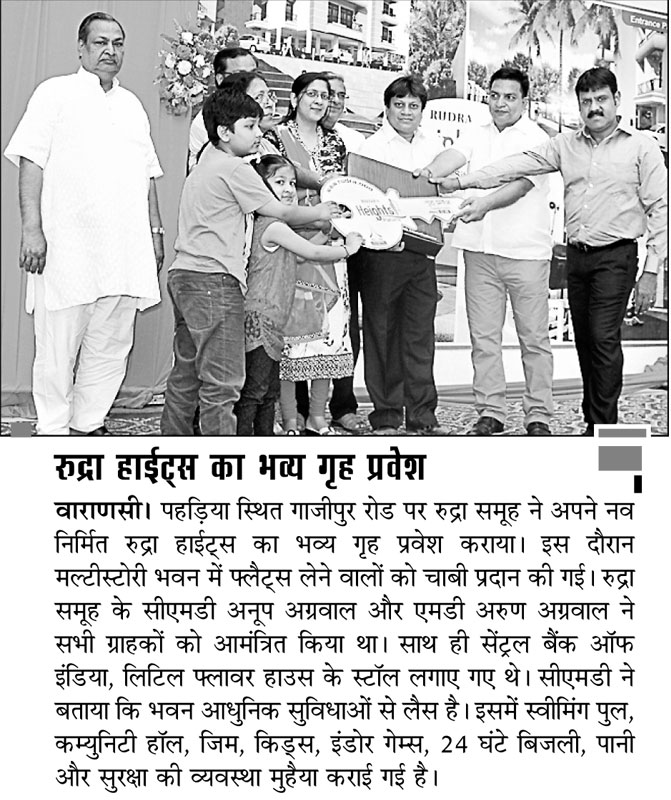 Entrance P
RUDRA
Heights
रुद्रा हाईट्स का भव्य गृह प्रवेश
वाराणसी। पहड़िया स्थित गाजीपुर रोड पर रुद्रा समूह ने अपने नव
निर्मित रुद्रा हाईट्स का भव्य गृह प्रवेश कराया। इस दौरान
मल्टीस्टोरी भवन में फ्लैट्स लेने वालों को चाबी प्रदान की गई। रुद्रा
समूह के सीएमडी अनूप अग्रवाल और एमडी अरुण अग्रवाल ने
सभी ग्राहकों को आमंत्रित किया था। साथ ही सेंट्रल बैंक ऑफ
इंडिया, लिटिल फ्लावर हाउस के स्टॉल लगाए गए थे। सीएमडी ने
बताया कि भवन आधुनिक सुविधाओं से लैस है। इसमें स्वीमिंग पुल,
कम्युनिटी हॉल, जिम, किड्स, इंडोर गेम्स, 24 घंटे बिजली, पानी
और सुरक्षा की व्यवस्था मुहैया कराई गई है।